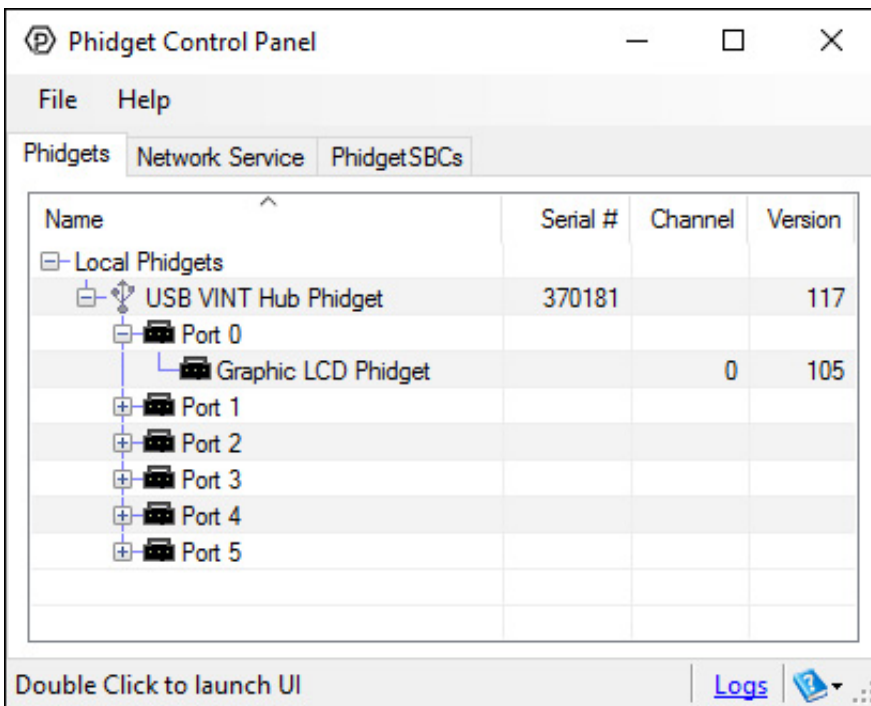 Phidget Control Panel
File Help
Phidgets Network Service PhidgetSBCs
Name Serial # Channel Version
Local Phidgets
USB VINT Hub Phidget 370181 117
Port 0
Graphic LCD Phidget 0 105
Port 1
Port 2
Port 3
Port 4
Port 5
Double Click to launch UI Logs